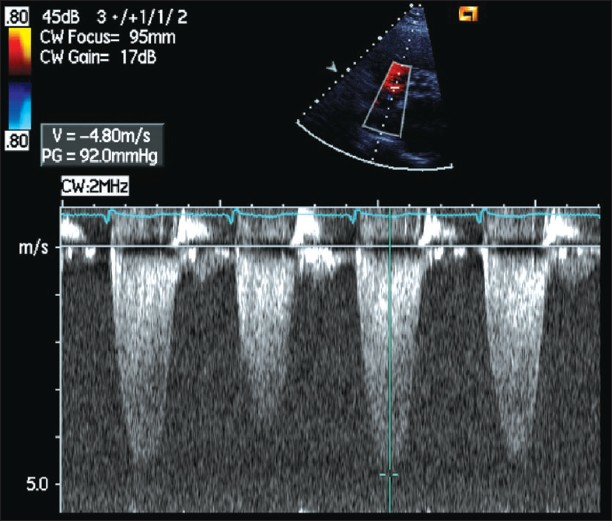 .80 45dB 3 +/+1/1/ 2
CW Focus= 95mm
CW Gain= 17dB
.80
V = -4.80m/s
PG = 92.0mmHg
CW:2MHz
m/s
5.0